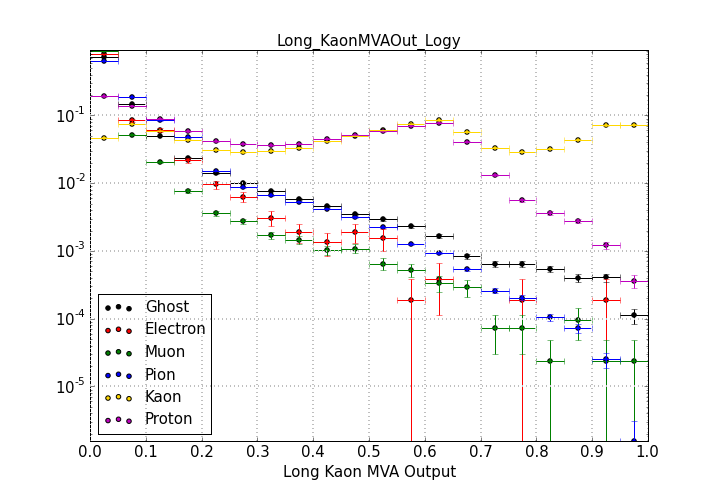 Long_KaonMVAOut_Logy
10^-1
10^-2
10^-3
10^-4
10^-5
Ghost
Electron
Muon
Pion
Kaon
Proton
0.0 0.1 0.2 0.3 0.4 0.5 0.6 0.7 0.8 0.9 1.0
Long Kaon MVA Output